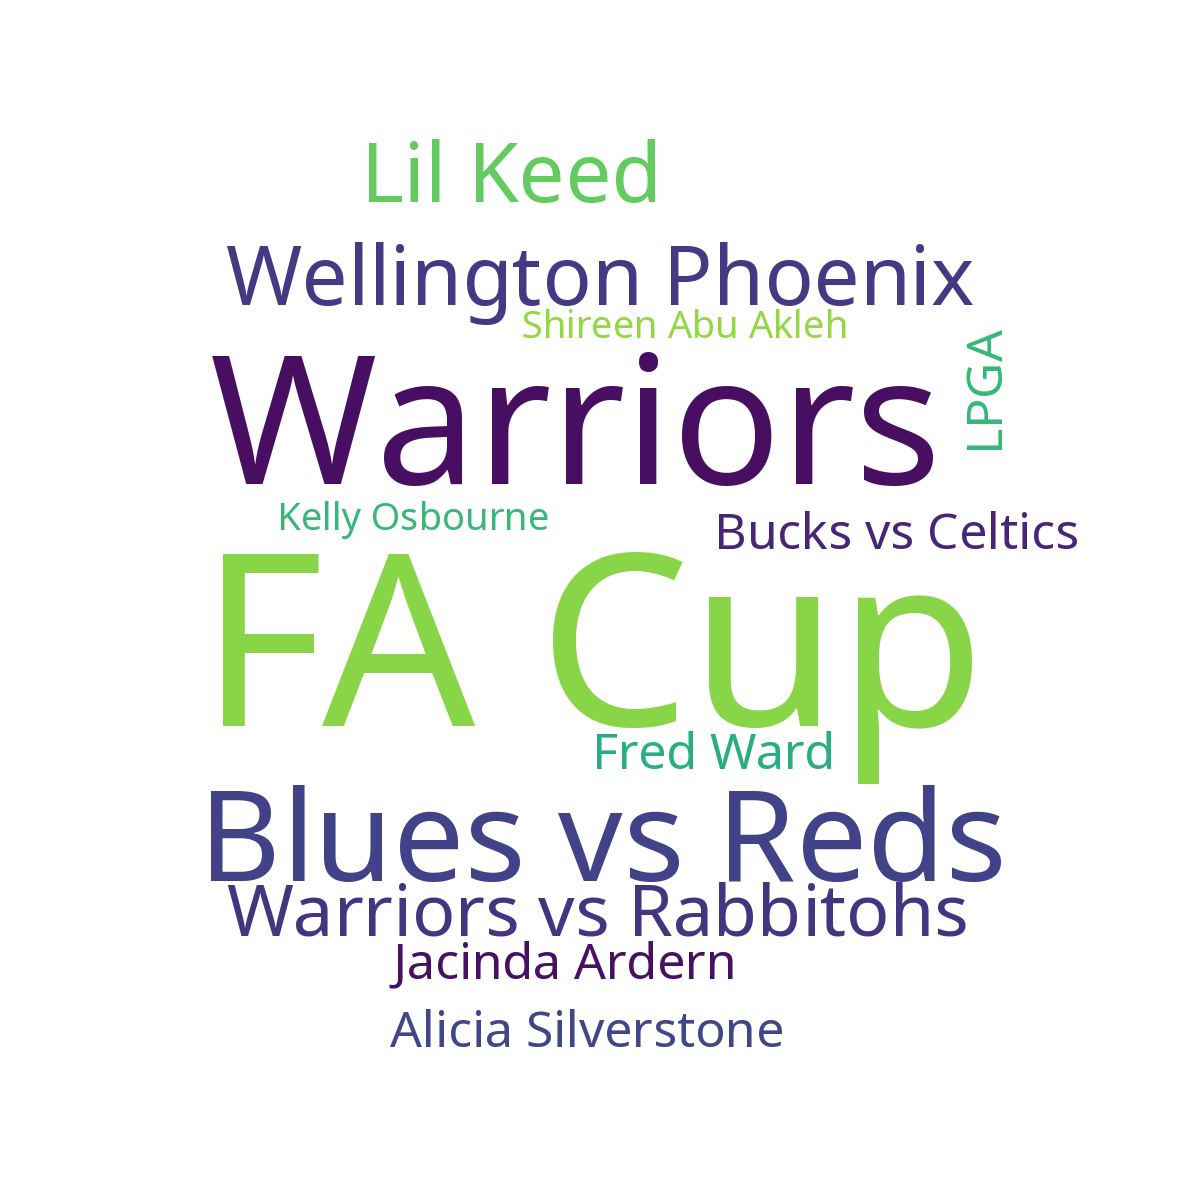 Lil Keed
Wellington Phoenix
Shireen Abu Akleh
Warriors
LPGA
Kelly Osbourne
Bucks vs Celtics
FA Cup
Fred Ward
Blues vs Reds
Warriors vs Rabbitohs
Jacinda Ardern
Alicia Silverstone